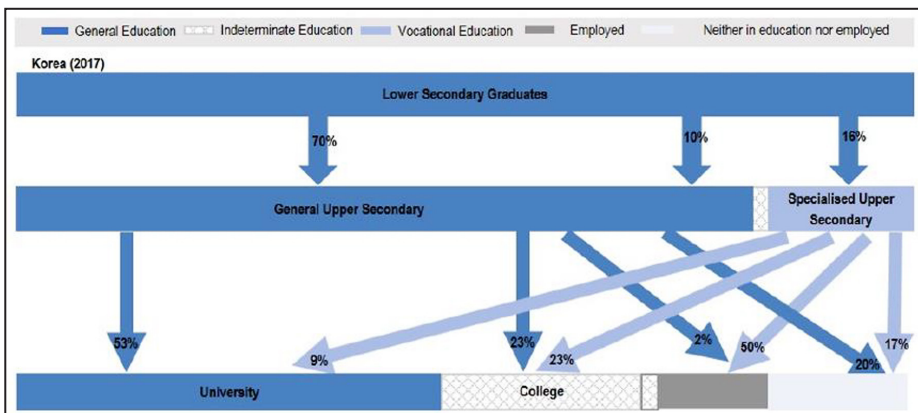 General Education Indeterminate Education Vocational Education Employed Neither in education nor employed
Korea (2017)
Lower Secondary Graduates
70% 10% 16%
General Upper Secondary
Specialised Upper
Secondary
53% 9% 23% 23% 2% 50% 20% 17%
University College